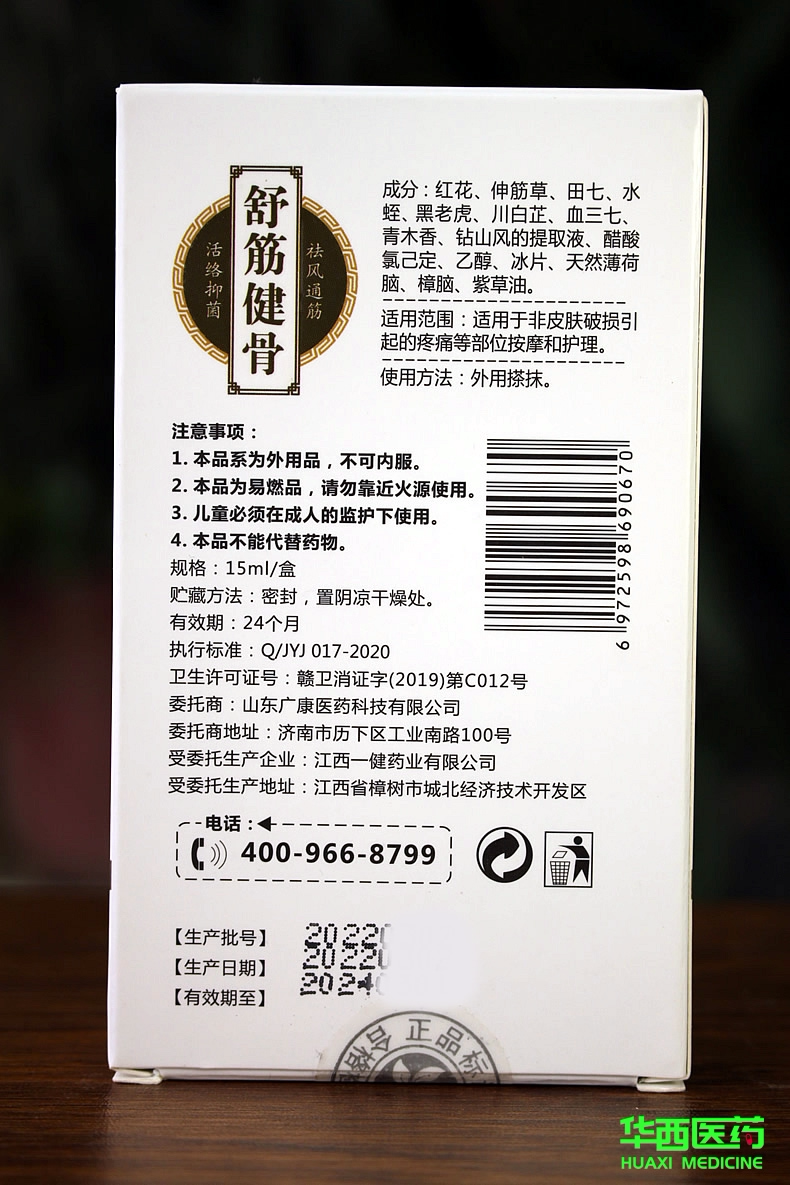 舒筋健骨
祛风通筋
活络抑菌
成分：红花、伸筋草、田七、水
蛭、黑老虎、川白芷、血三七、
青木香、钻山风的提取液、醋酸
氯己定、乙醇、冰片、天然薄荷
脑、樟脑、紫草油。
适用范围：适用于非皮肤破损引
起的疼痛等部位按摩和护理。
使用方法：外用搽抹。
注意事项：
1. 本品系为外用品，不可内服。
2. 本品为易燃品，请勿靠近火源使用。
3. 儿童必须在成人的监护下使用。
4. 本品不能代替药物。
规格：15ml/盒
贮藏方法：密封，置阴凉干燥处。
有效期：24个月
执行标准：Q/JYJ 017-2020
卫生许可证号：赣卫消证字(2019)第C012号
委托商：山东广康医药科技有限公司
委托商地址：济南市历下区工业南路100号
受委托生产企业：江西一健药业有限公司
受委托生产地址：江西省樟树市城北经济技术开发区
6 972598 690670
电话：
400-966-8799
【生产批号】 20220
【生产日期】 20220
【有效期至】 20240
合格 正品标
华西医药
HUAXI MEDICINE